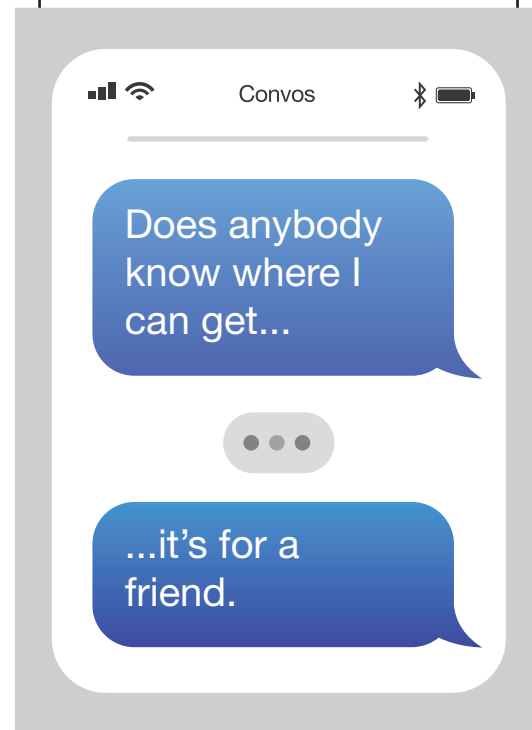 Convos
Does anybody
know where I
can get...
...it’s for a
friend.